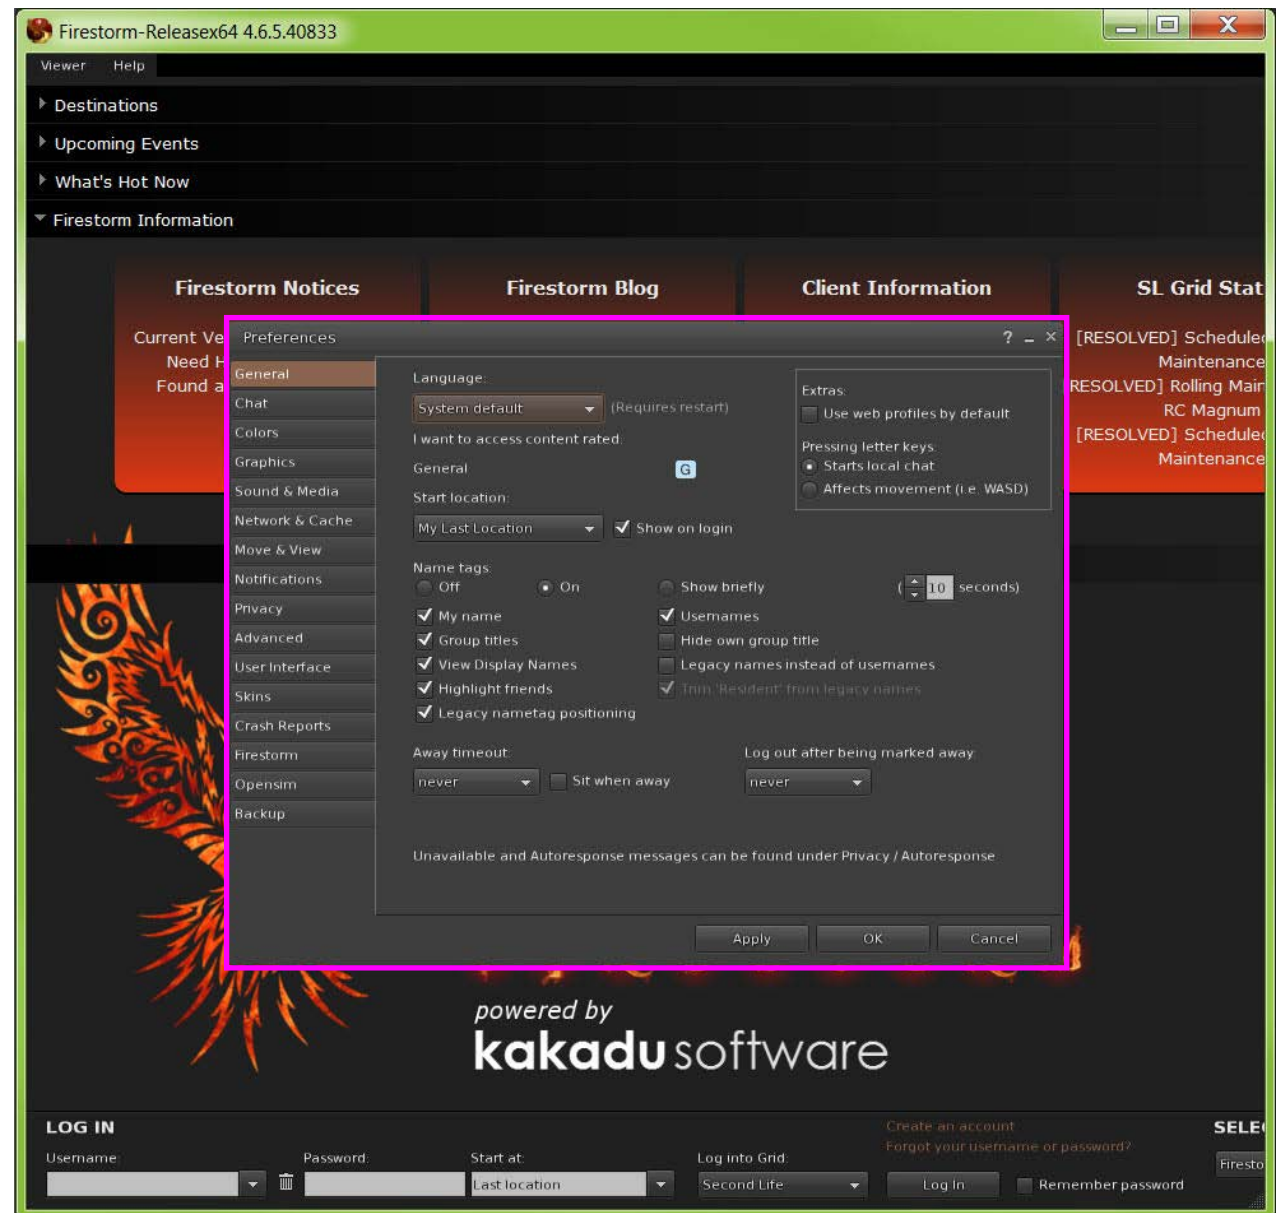 Firestorm-Releasex64 4.6.5.40833
Viewer Help
Destinations
Upcoming Events
What's Hot Now
Firestorm Information
Firestorm Notices
Firestorm Blog
Client Information
SL Grid Stat
Current Ve
Need H
Found a
[RESOLVED] Scheduled
Maintenance
RESOLVED] Rolling Main
RC Magnum
[RESOLVED] Scheduled
Maintenance
Preferences
? _ ×
General
Chat
Colors
Graphics
Sound & Media
Network & Cache
Move & View
Notifications
Privacy
Advanced
User Interface
Skins
Crash Reports
Firestorm
Opensim
Backup
Language:
System default (Requires restart)
I want to access content rated:
General G
Start location:
My Last Location Show on login
Extras:
Use web profiles by default
Pressing letter keys:
Starts local chat
Affects movement (i.e. WASD)
Name tags:
Off On Show briefly ( 10 seconds)
My name Usernames
Group titles Hide own group title
View Display Names Legacy names instead of usernames
Highlight friends Trim 'Resident' from legacy names
Legacy nametag positioning
Away timeout: Log out after being marked away:
never Sit when away never
Unavailable and Autoresponse messages can be found under Privacy / Autoresponse
Apply OK Cancel
powered by
kakadu software
LOG IN
Username:
Password:
Start at:
Last location
Log into Grid:
Second Life
Create an account
Forgot your username or password?
Log In
Remember password
SELE
Firesto